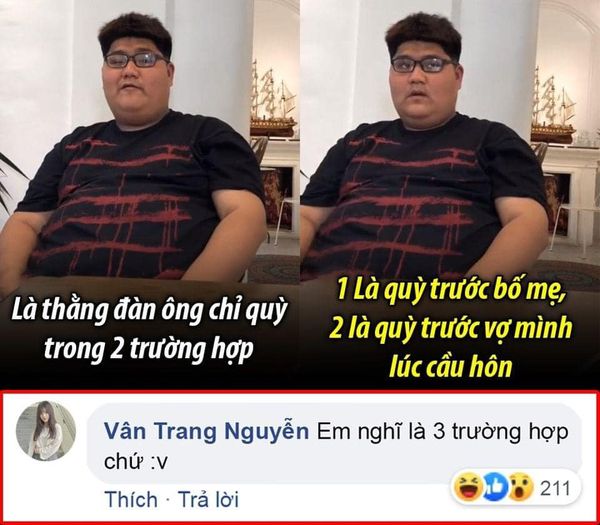 Là thằng đàn ông chỉ quỳ
trong 2 trường hợp
1 Là quỳ trước bố mẹ,
2 là quỳ trước vợ mình
lúc cầu hôn
Vân Trang Nguyễn Em nghĩ là 3 trường hợp
chứ :v
Thích · Trả lời
211